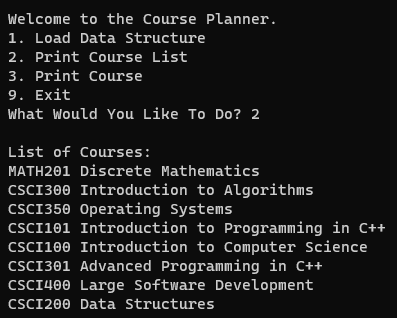 Welcome to the Course Planner.
1. Load Data Structure
2. Print Course List
3. Print Course
9. Exit
What Would You Like To Do? 2
List of Courses:
MATH201 Discrete Mathematics
CSCI300 Introduction to Algorithms
CSCI350 Operating Systems
CSCI101 Introduction to Programming in C++
CSCI100 Introduction to Computer Science
CSCI301 Advanced Programming in C++
CSCI400 Large Software Development
CSCI200 Data Structures